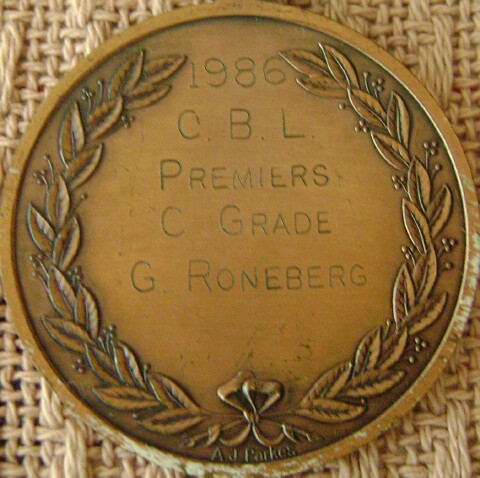 1986
C. B. L.
PREMIERS
C GRADE
G. RONEBERG
A J Parkes